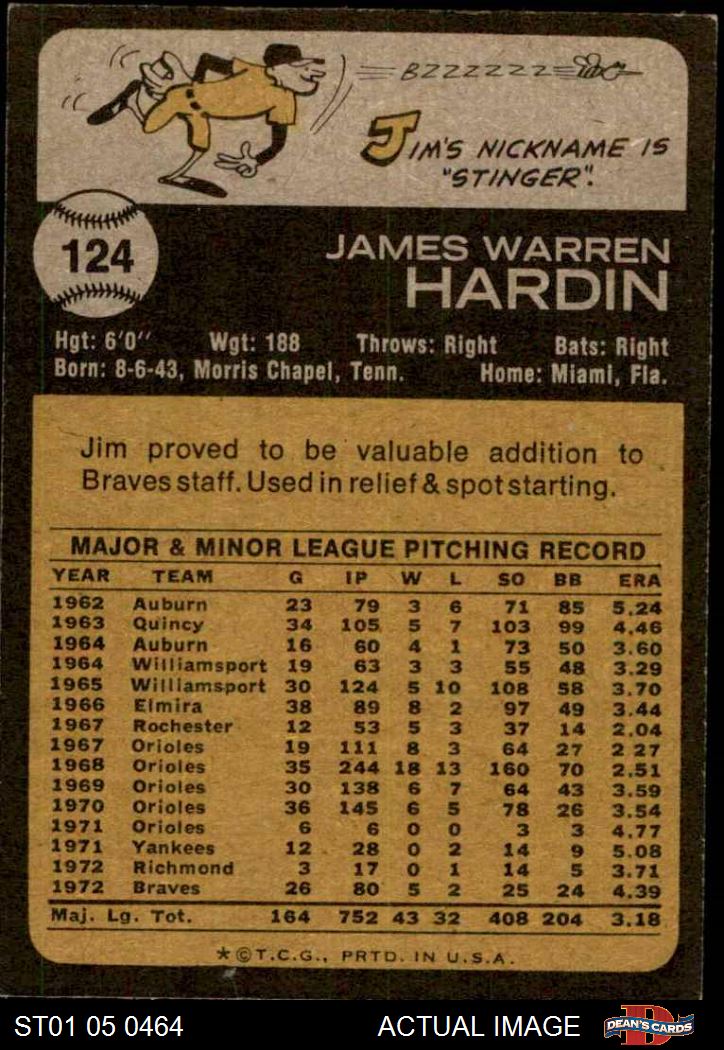 BZZZZZZZ
JIM'S NICKNAME IS
"STINGER".
124
JAMES WARREN
HARDIN
Hgt: 6'0" Wgt: 188 Throws: Right Bats: Right
Born: 8-6-43, Morris Chapel, Tenn. Home: Miami, Fla.
Jim proved to be valuable addition to
Braves staff. Used in relief & spot starting.
MAJOR & MINOR LEAGUE PITCHING RECORD
YEAR TEAM G IP W L SO BB ERA
1962 Auburn 23 79 3 6 71 85 5.24
1963 Quincy 34 105 5 7 103 99 4.46
1964 Auburn 16 60 4 1 73 50 3.60
1964 Williamsport 19 63 3 3 55 48 3.29
1965 Williamsport 30 124 5 10 108 58 3.70
1966 Elmira 38 89 8 2 97 49 3.44
1967 Rochester 12 53 5 3 37 14 2.04
1967 Orioles 19 111 8 3 64 27 2 27
1968 Orioles 35 244 18 13 160 70 2.51
1969 Orioles 30 138 6 7 64 43 3.59
1970 Orioles 36 145 6 5 78 26 3.54
1971 Orioles 6 6 0 0 3 3 4.77
1971 Yankees 12 28 0 2 14 9 5.08
1972 Richmond 3 17 0 1 14 5 3.71
1972 Braves 26 80 5 2 25 24 4.39
Maj. Lg. Tot. 164 752 43 32 408 204 3.18
*©T.C.G., PRTD. IN U.S.A.
ST01 05 0464 ACTUAL IMAGE DEAN'S CARDS